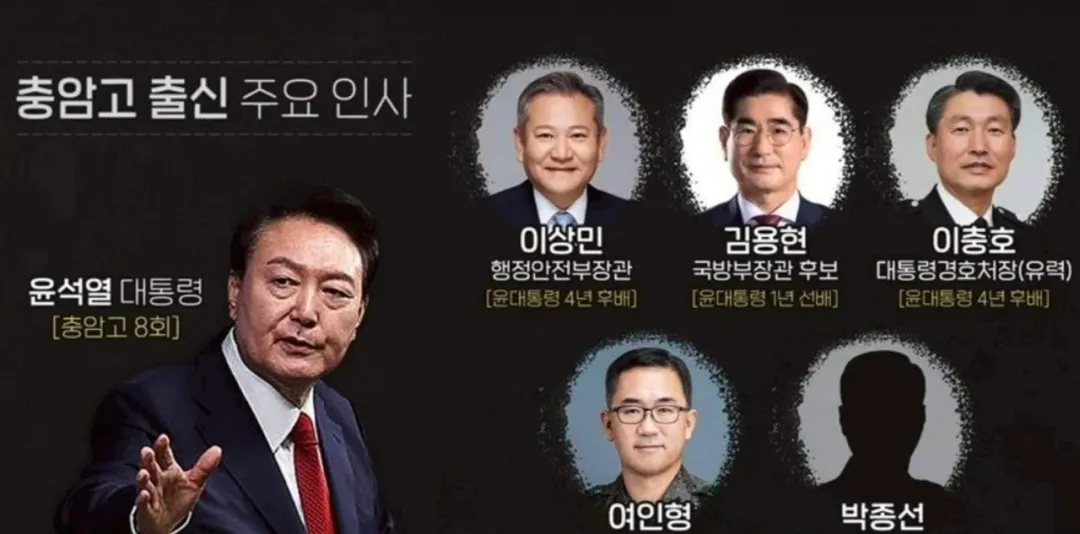 충암고 출신 주요 인사
윤석열 대통령
[충암고 8회]
이상민
행정안전부장관
[윤대통령 4년 후배]
김용현
국방부장관 후보
[윤대통령 1년 선배]
이충호
대통령경호처장(유력)
[윤대통령 4년 후배]
여인형
박종선